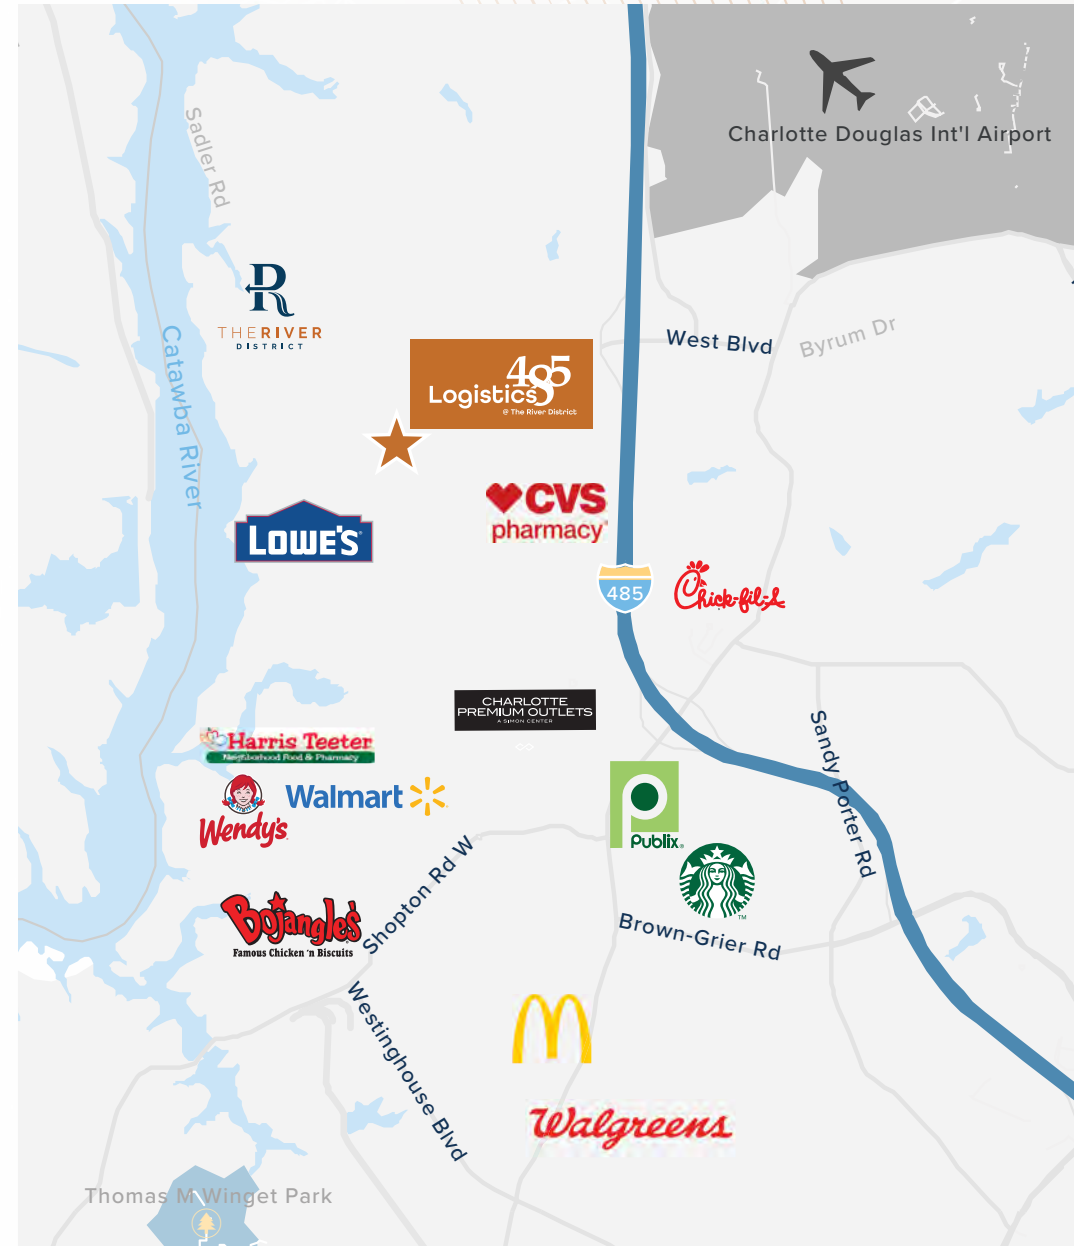 Charlotte Douglas Int'l Airport
Sadler Rd
R
THE RIVER
DISTRICT
West Blvd
Byrum Dr
Catawba River
Logistics 485
@ The River District
LOWE'S
CVS
pharmacy
485
Chick-fil-A
CHARLOTTE
PREMIUM OUTLETS
A SIMON CENTER
Sandy Porter Rd
Harris Teeter
Neighborhood Food & Pharmacy
Walmart
Wendy's
Publix
TM
Shopton Rd W
Bojangles'
Famous Chicken 'n Biscuits
Brown-Grier Rd
Westinghouse Blvd
M
Walgreens
Thomas M Winget Park